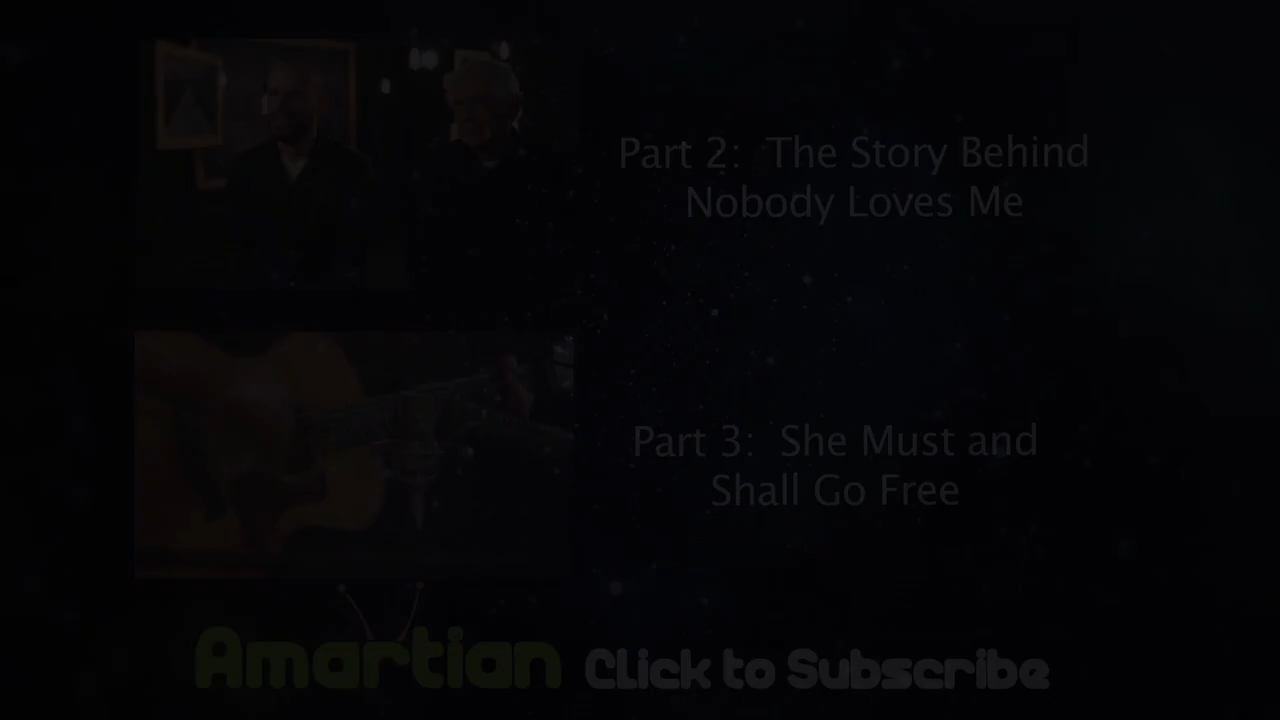 Part 2: The Story Behind
Nobody Loves Me
Part 3: She Must and
Shall Go Free
Amartian Click to Subscribe